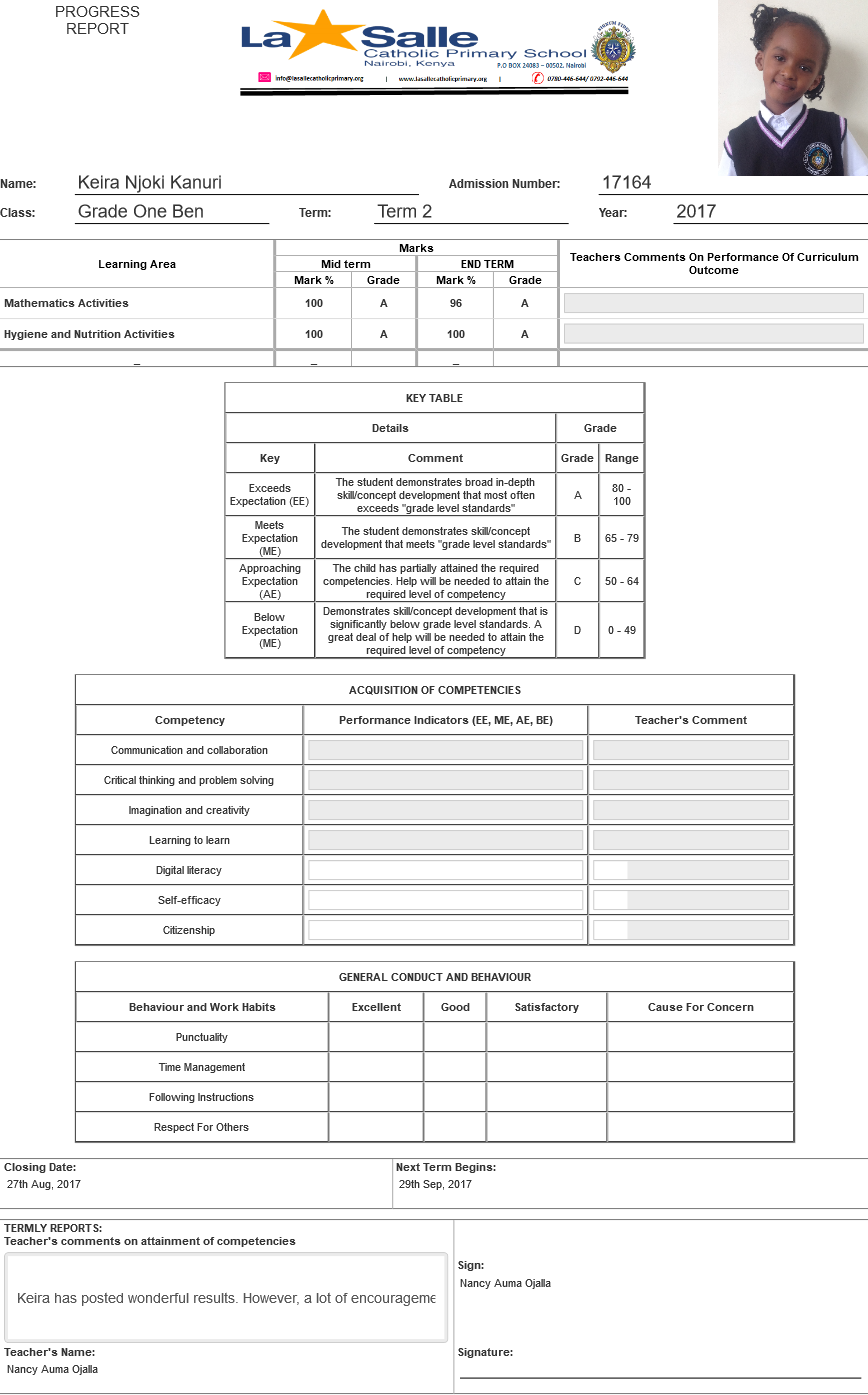 PROGRESS
REPORT
La Salle
Catholic Primary School
Nairobi, Kenya
P.O BOX 24083 – 00502, Nairobi
info@lasallecatholicprimary.org | www.lasallecatholicprimary.org | 0780-446-644/ 0792-446-644
Name: Keira Njoki Kanuri Admission Number: 17164
Class: Grade One Ben Term: Term 2 Year: 2017
Learning Area Marks Teachers Comments On Performance Of Curriculum Outcome
Mid term END TERM
Mark % Grade Mark % Grade
Mathematics Activities 100 A 96 A
Hygiene and Nutrition Activities 100 A 100 A
_ _ _
KEY TABLE
Details Grade
Key Comment Grade Range
Exceeds Expectation (EE) The student demonstrates broad in-depth skill/concept development that most often exceeds "grade level standards" A 80 - 100
Meets Expectation (ME) The student demonstrates skill/concept development that meets "grade level standards" B 65 - 79
Approaching Expectation (AE) The child has partially attained the required competencies. Help will be needed to attain the required level of competency C 50 - 64
Below Expectation (ME) Demonstrates skill/concept development that is significantly below grade level standards. A great deal of help will be needed to attain the required level of competency D 0 - 49
ACQUISITION OF COMPETENCIES
Competency Performance Indicators (EE, ME, AE, BE) Teacher's Comment
Communication and collaboration
Critical thinking and problem solving
Imagination and creativity
Learning to learn
Digital literacy
Self-efficacy
Citizenship
GENERAL CONDUCT AND BEHAVIOUR
Behaviour and Work Habits Excellent Good Satisfactory Cause For Concern
Punctuality
Time Management
Following Instructions
Respect For Others
Closing Date: Next Term Begins:
27th Aug, 2017 29th Sep, 2017
TERMLY REPORTS:
Teacher's comments on attainment of competencies
Keira has posted wonderful results. However, a lot of encourageme
Sign:
Nancy Auma Ojalla
Teacher's Name: Signature:
Nancy Auma Ojalla